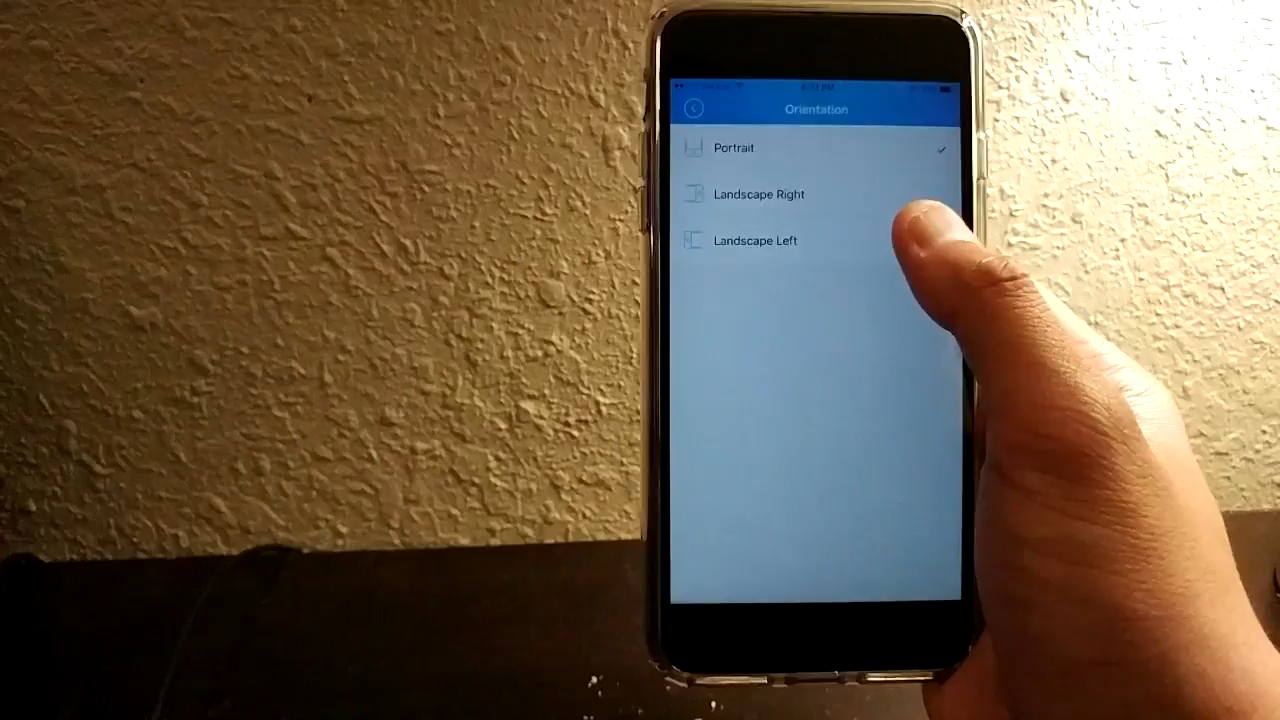 Orientation
Portrait
Landscape Right
Landscape Left